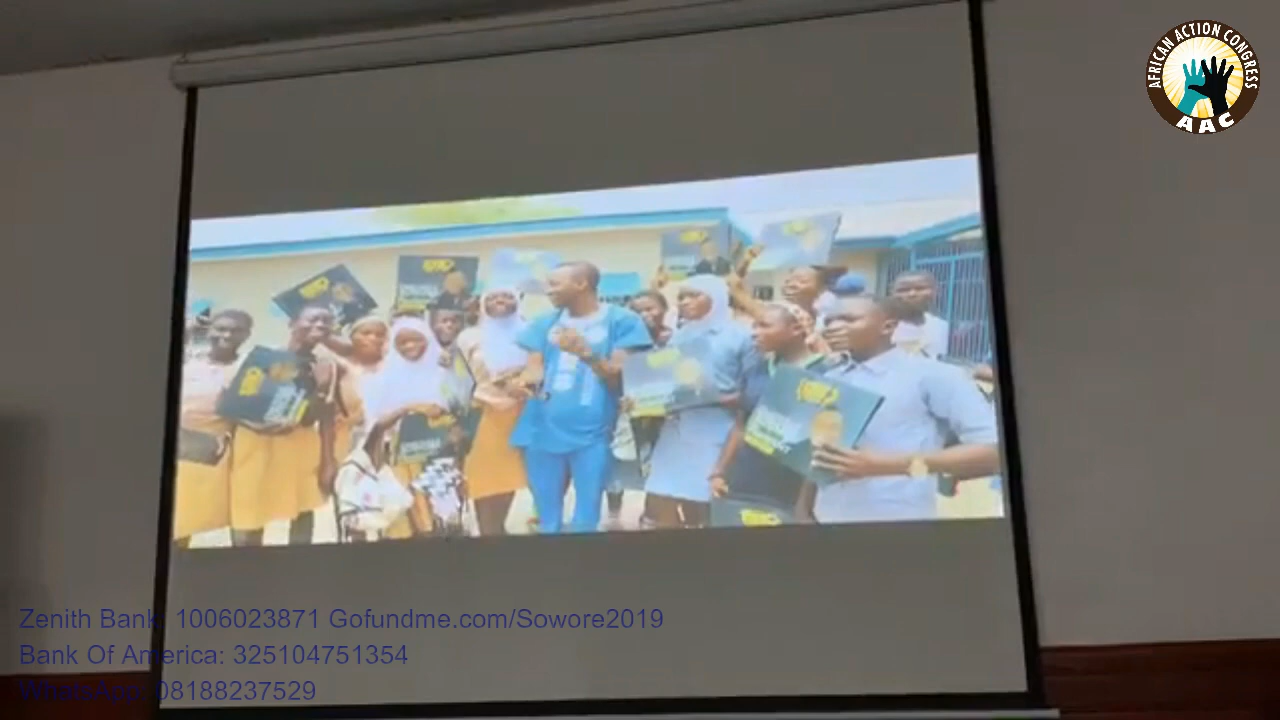 AFRICAN ACTION CONGRESS
AAC
Zenith Bank: 1006023871 Gofundme.com/Sowore2019
Bank Of America: 325104751354
WhatsApp: 08188237529